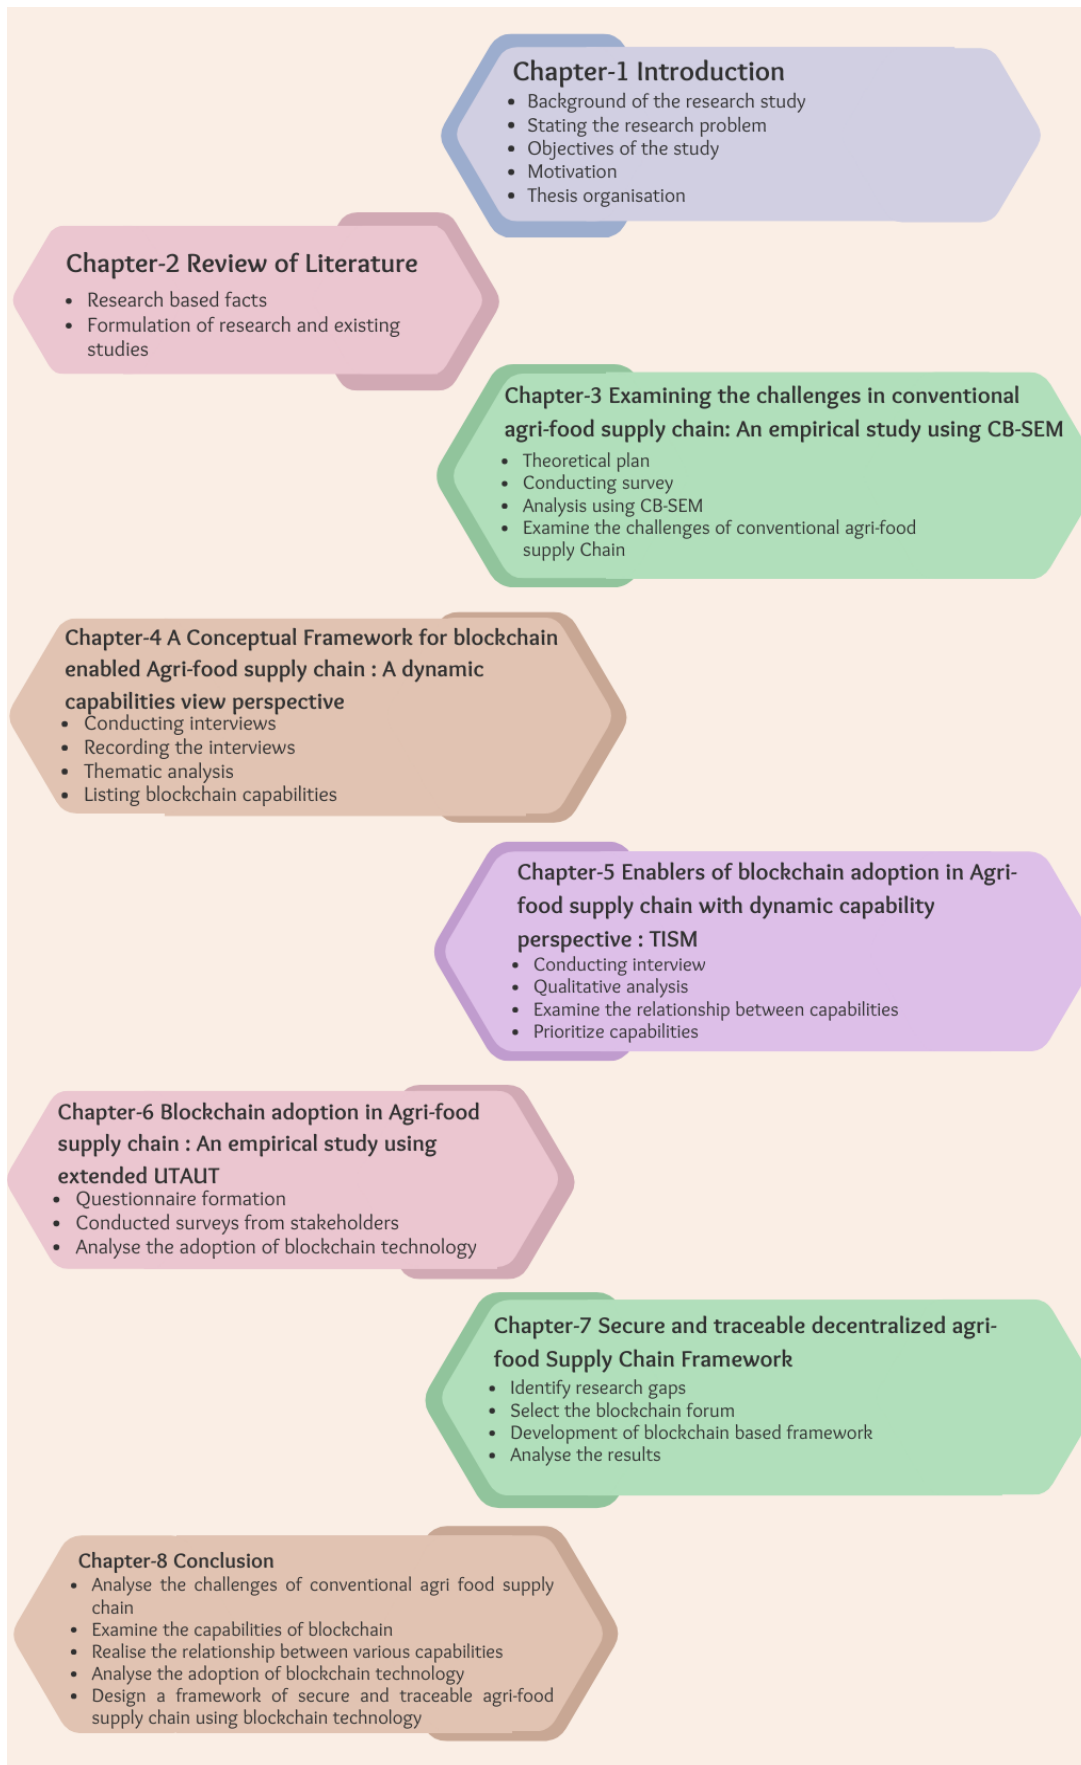 Chapter-1 Introduction
• Background of the research study
• Stating the research problem
• Objectives of the study
• Motivation
• Thesis organisation
Chapter-2 Review of Literature
• Research based facts
• Formulation of research and existing
studies
Chapter-3 Examining the challenges in conventional
agri-food supply chain: An empirical study using CB-SEM
• Theoretical plan
• Conducting survey
• Analysis using CB-SEM
• Examine the challenges of conventional agri-food
supply Chain
Chapter-4 A Conceptual Framework for blockchain
enabled Agri-food supply chain : A dynamic
capabilities view perspective
• Conducting interviews
• Recording the interviews
• Thematic analysis
• Listing blockchain capabilities
Chapter-5 Enablers of blockchain adoption in Agri-
food supply chain with dynamic capability
perspective : TISM
• Conducting interview
• Qualitative analysis
• Examine the relationship between capabilities
• Prioritize capabilities
Chapter-6 Blockchain adoption in Agri-food
supply chain : An empirical study using
extended UTAUT
• Questionnaire formation
• Conducted surveys from stakeholders
• Analyse the adoption of blockchain technology
Chapter-7 Secure and traceable decentralized agri-
food Supply Chain Framework
• Identify research gaps
• Select the blockchain forum
• Development of blockchain based framework
• Analyse the results
Chapter-8 Conclusion
• Analyse the challenges of conventional agri food supply
chain
• Examine the capabilities of blockchain
• Realise the relationship between various capabilities
• Analyse the adoption of blockchain technology
• Design a framework of secure and traceable agri-food
supply chain using blockchain technology